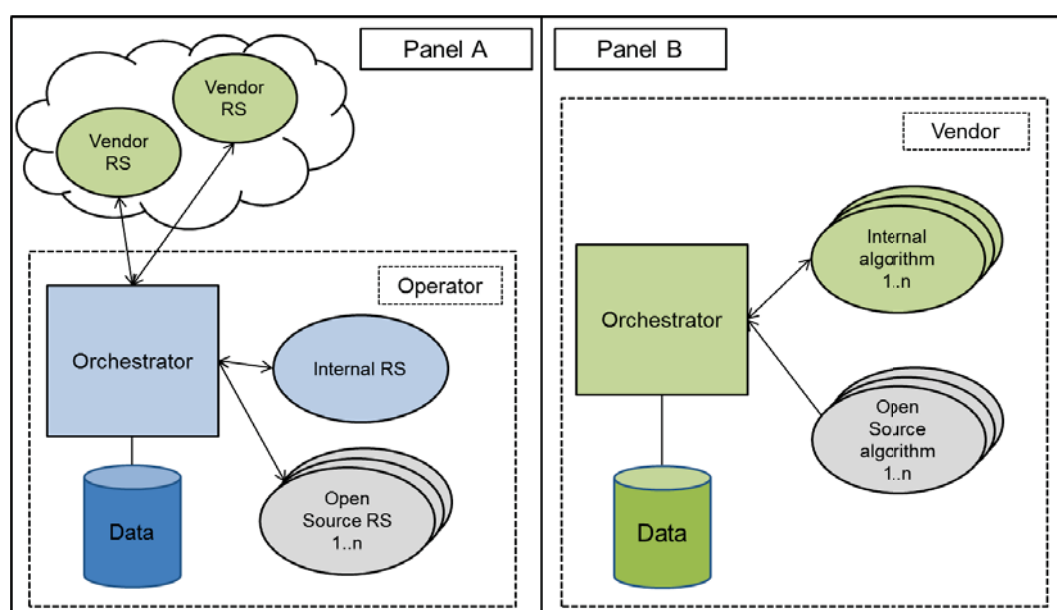 Panel A
Vendor
RS
Vendor
RS
Operator
Orchestrator
Internal RS
Open
Source RS
1..n
Data
Panel B
Vendor
Internal
algorithm
1..n
Orchestrator
Open
Source
algorithm
1..n
Data